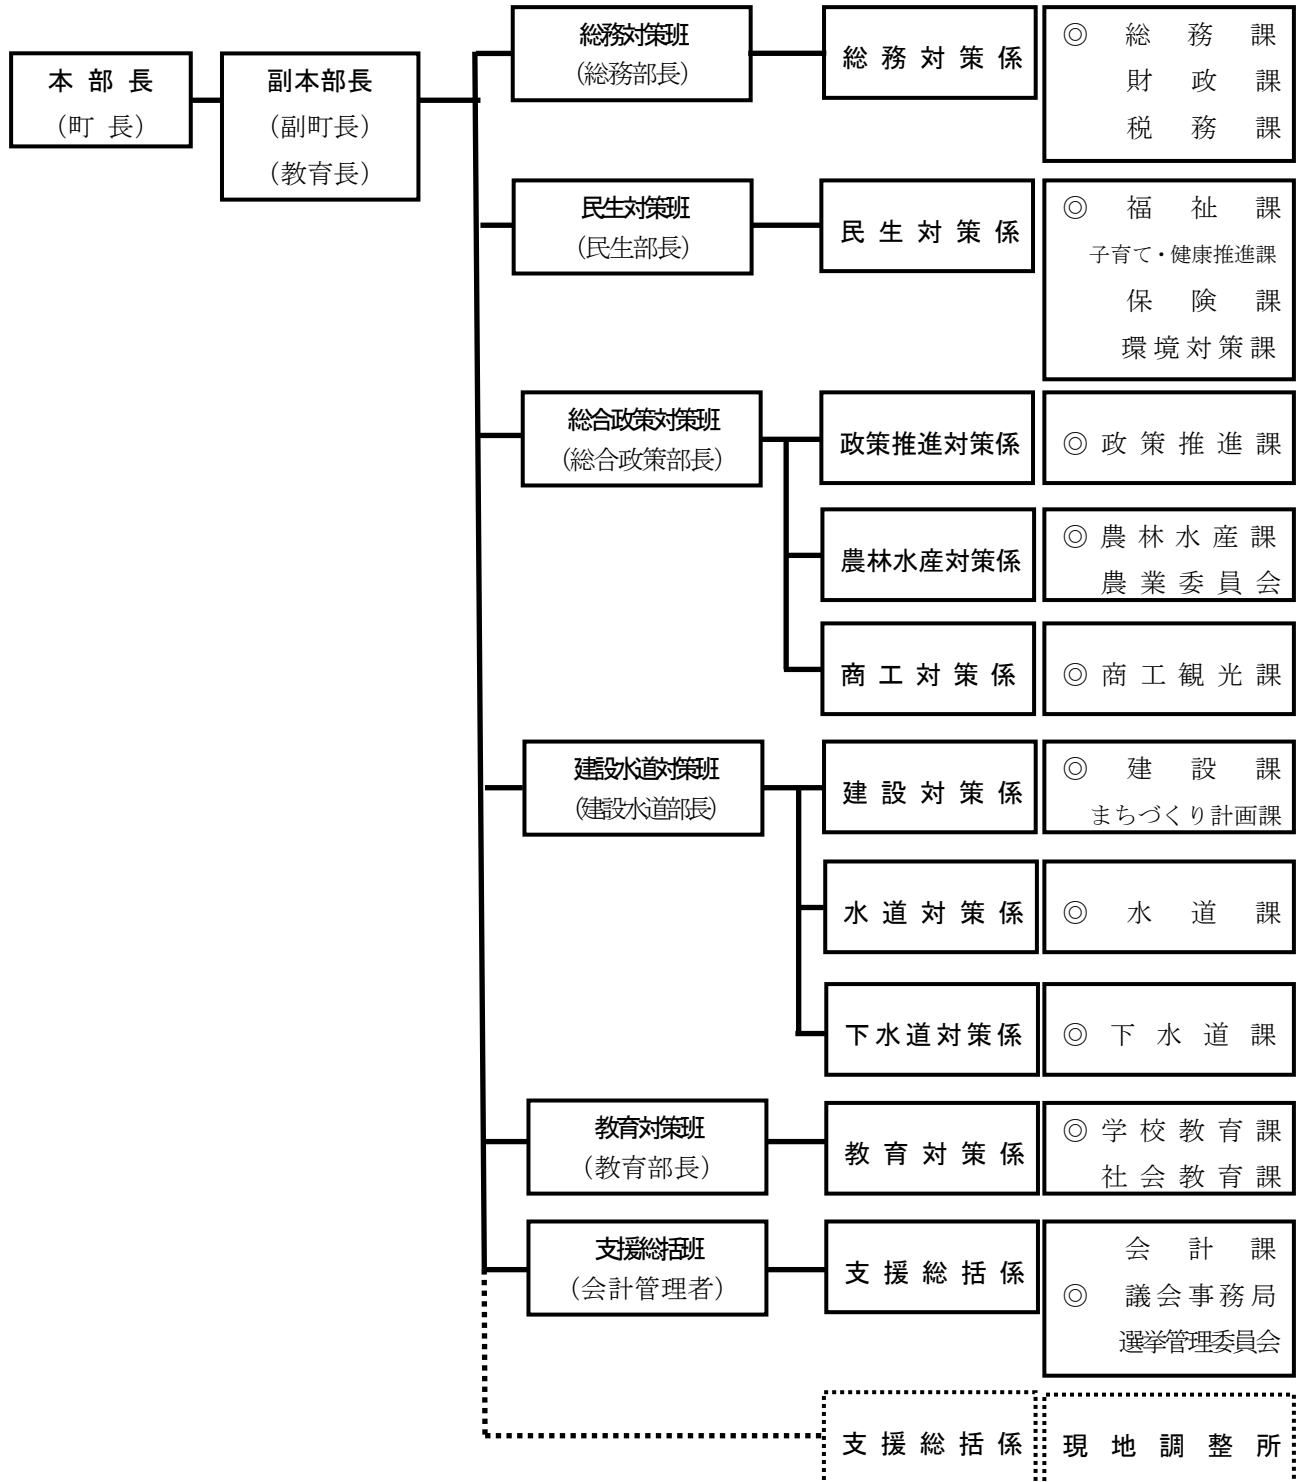 本部長
（町 長）
副本部長
（副町長）
（教育長）
総務対策班
（総務部長）
総務対策係
◎ 総務課
財政課
税務課
民生対策班
（民生部長）
民生対策係
◎ 福祉課
子育て・健康推進課
保険課
環境対策課
総合政策対策班
（総合政策部長）
政策推進対策係
◎ 政策推進課
農林水産対策係
◎ 農林水産課
農業委員会
商工対策係
◎ 商工観光課
建設水道対策班
（建設水道部長）
建設対策係
◎ 建設課
まちづくり計画課
水道対策係
◎ 水道課
下水道対策係
◎ 下水道課
教育対策班
（教育部長）
教育対策係
◎ 学校教育課
社会教育課
支援総括班
（会計管理者）
支援総括係
会計課
◎ 議会事務局
選挙管理委員会
支援総括係
現地調整所